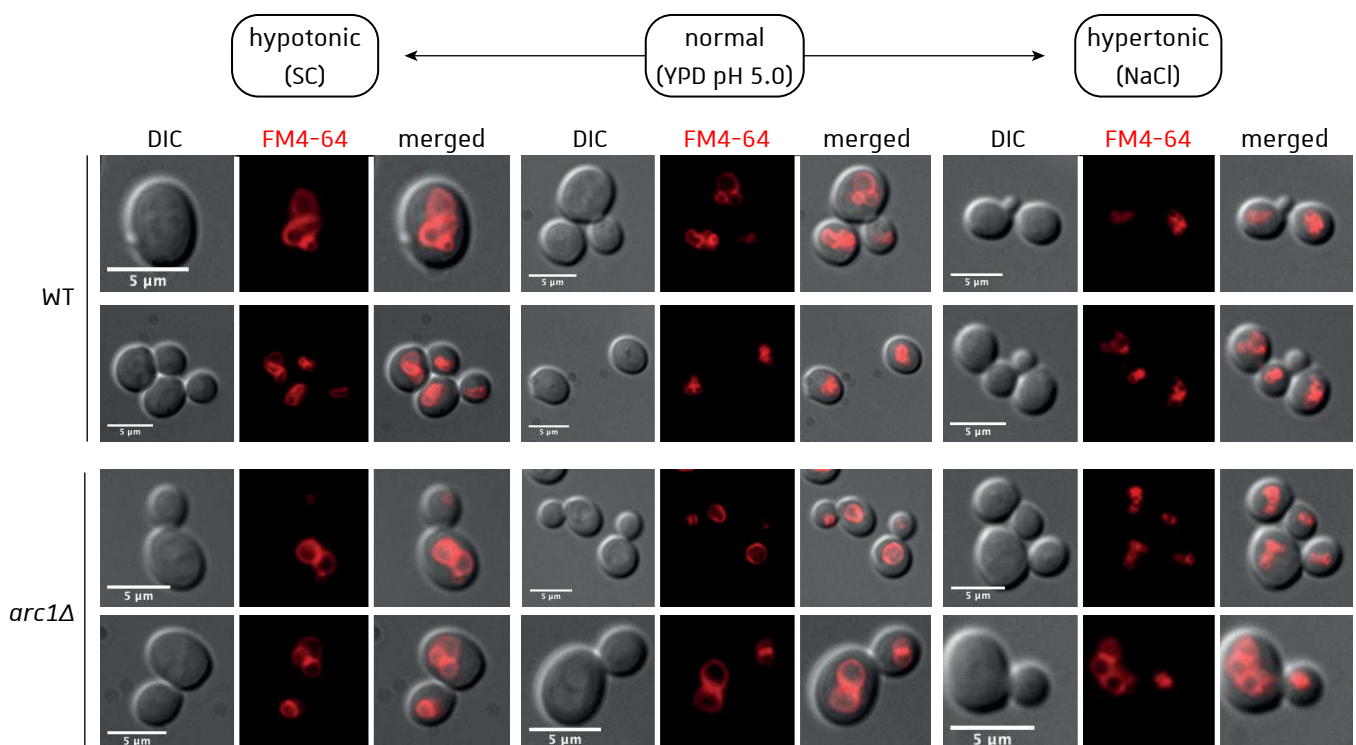 hypotonic
(SC)
normal
(YPD pH 5.0)
hypertonic
(NaCl)
DIC FM4-64 merged DIC FM4-64 merged DIC FM4-64 merged
WT
5 µm
5 µm
5 µm
5 µm
5 µm
5 µm
arc1Δ
5 µm
5 µm
5 µm
5 µm
5 µm
5 µm